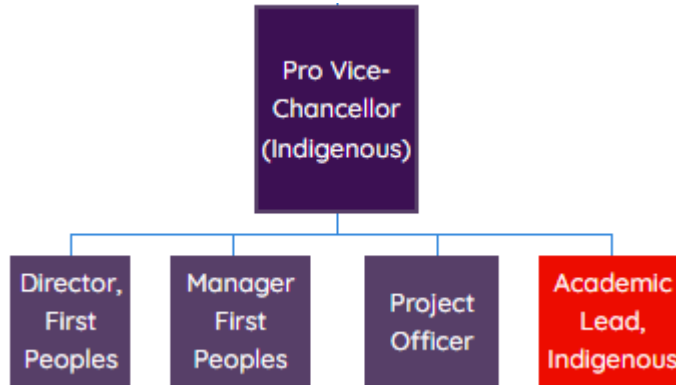 Pro Vice-
Chancellor
(Indigenous)
Director,
First
Peoples
Manager
First
Peoples
Project
Officer
Academic
Lead,
Indigenous